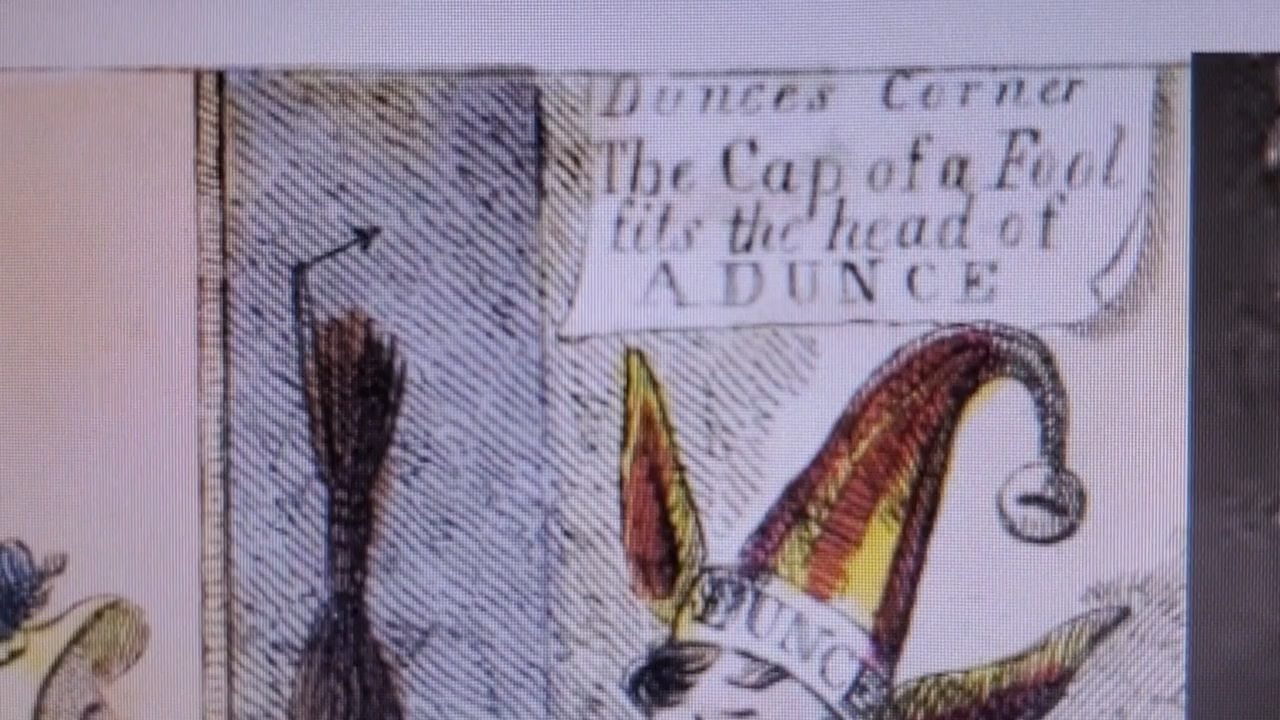 Dunces Corner
The Cap of a Fool
fits the head of
A DUNCE
DUNCE